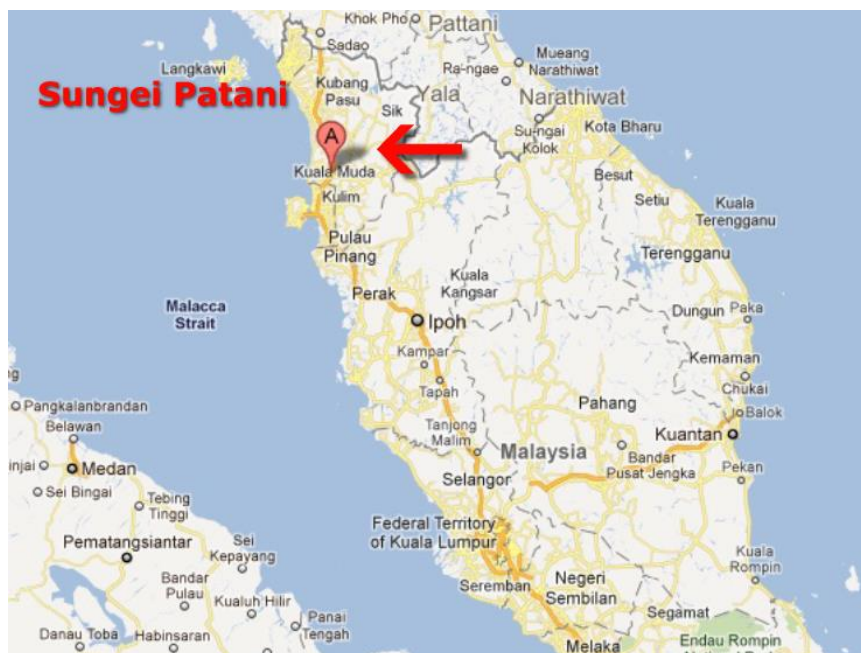 Khok Pho
Pattani
Sadao
Mueang
Narathiwat
Langkawi
Ra-ngae
Kubang
Pasu
Yala
Narathiwat
Sungei Patani
Sik
Su-ngai
Kolok
Kota Bharu
A
Kuala Muda
Besut
Kulim
Setiu
Kuala
Terengganu
Pulau
Pinang
Terengganu
Kuala
Kangsar
Perak
Malacca
Strait
Dungun
Paka
Ipoh
Kampar
Kemaman
Tapah
Chukai
Pangkalanbrandan
Pahang
Balok
Belawan
Tanjong
Malim
Kuantan
Malaysia
Bandar
Pusat Jengka
injai
Medan
Pekan
Selangor
Sei Bingai
Tebing
Tinggi
Federal Territory
of Kuala Lumpur
Pematangsiantar
Sei
Kepayang
Kuala
Rompin
Bandar
Pulau
Seremban
Negeri
Sembilan
Kualuh Hilir
Segamat
Panai
Tengah
Danau Toba
Habinsaran
Melaka
Endau Rompin